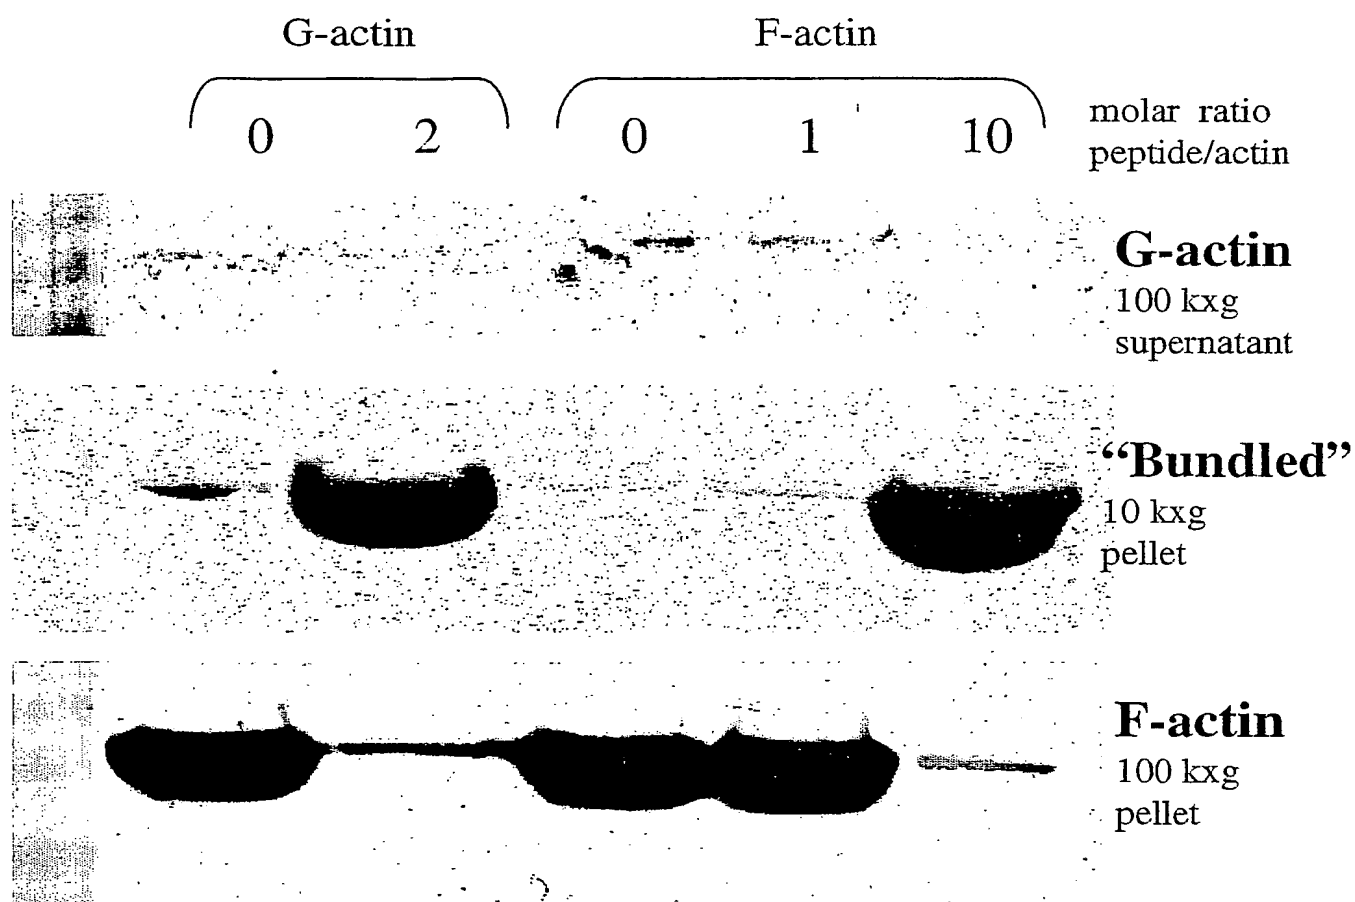 G-actin F-actin
0 2 0 1 10
molar ratio
peptide/actin
G-actin
100 kxg
supernatant
“Bundled”
10 kxg
pellet
F-actin
100 kxg
pellet